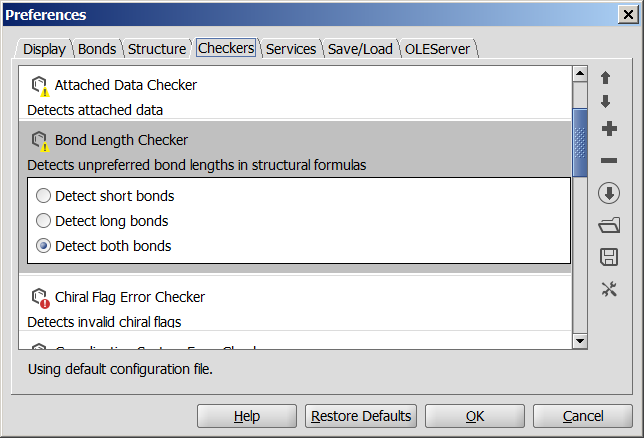 Preferences
Display Bonds Structure Checkers Services Save/Load OLEServer
Attached Data Checker
Detects attached data
Bond Length Checker
Detects unpreferred bond lengths in structural formulas
Detect short bonds
Detect long bonds
Detect both bonds
Chiral Flag Error Checker
Detects invalid chiral flags
Using default configuration file.
Help Restore Defaults OK Cancel